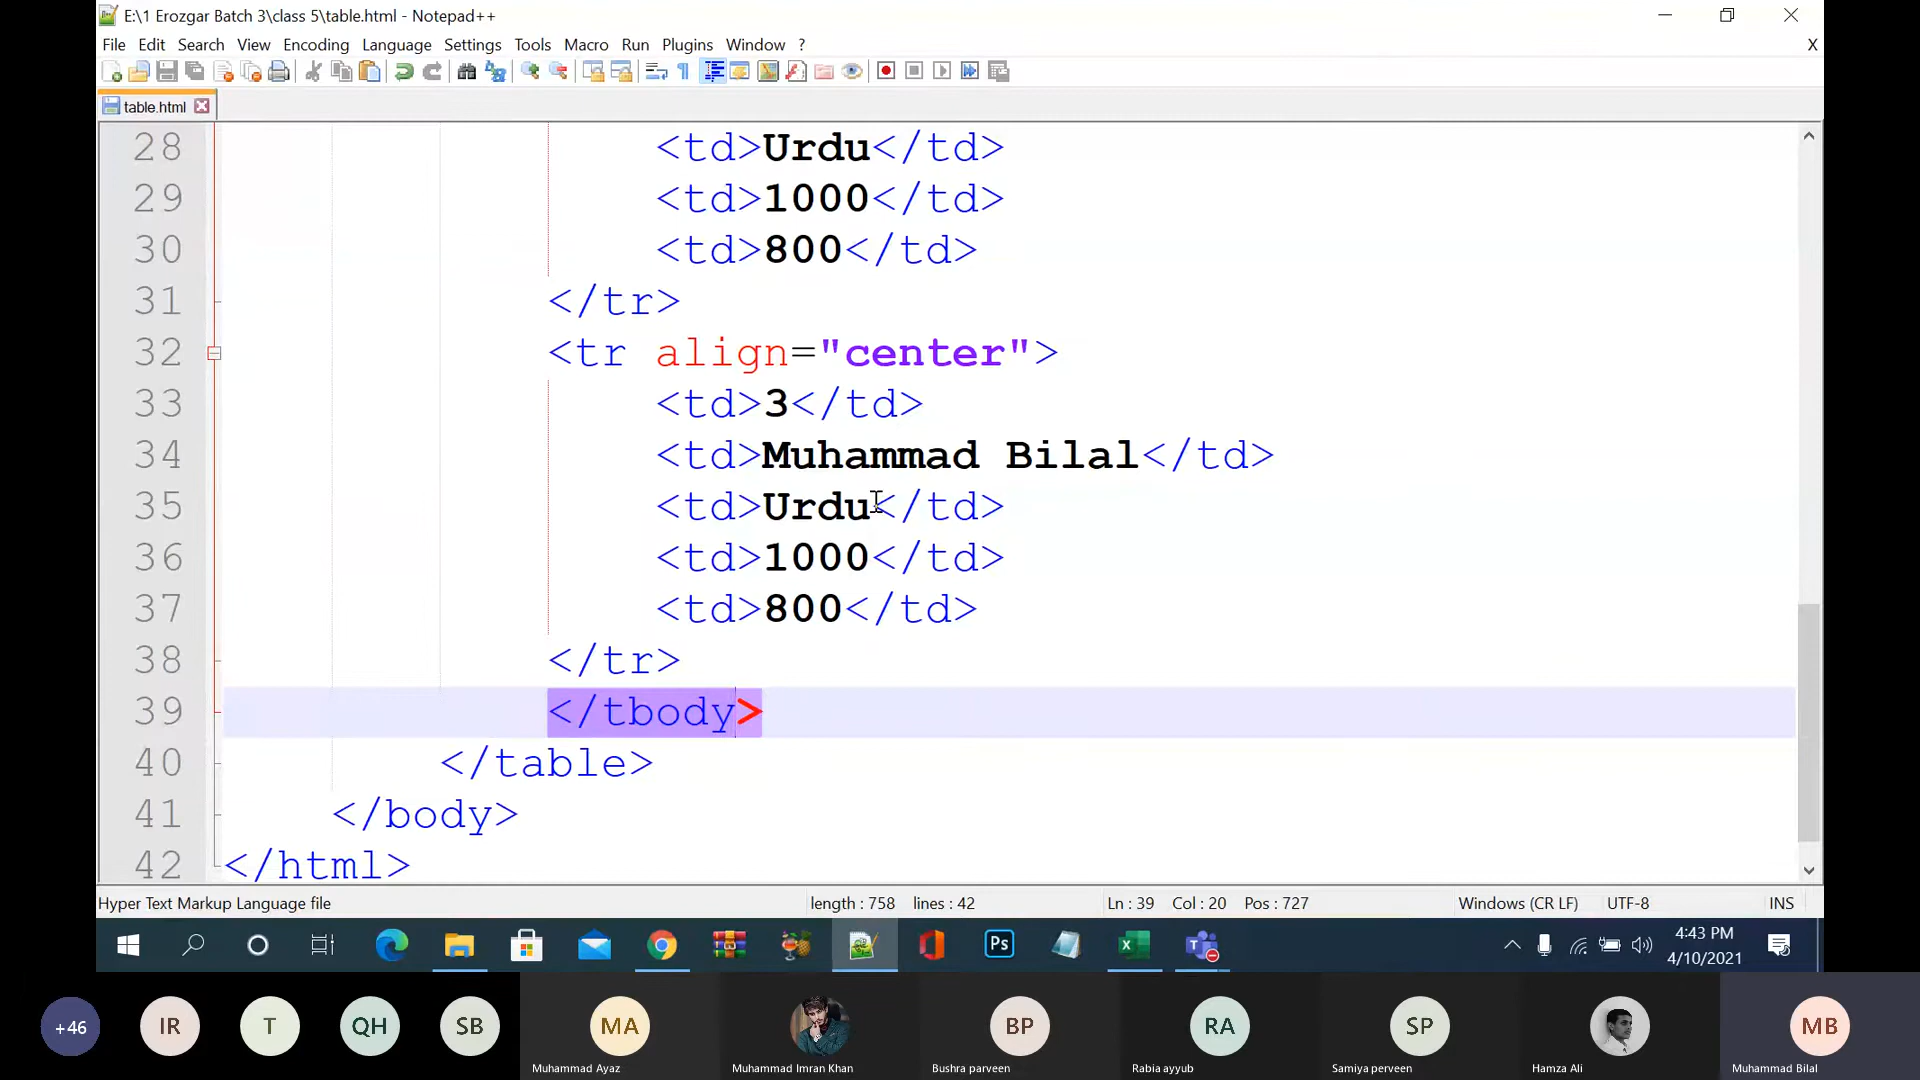 E:\1 Erozgar Batch 3\class 5\table.html - Notepad++
File Edit Search View Encoding Language Settings Tools Macro Run Plugins Window ? X
table.html
28 <td>Urdu</td>
29 <td>1000</td>
30 <td>800</td>
31 </tr>
32 <tr align="center">
33 <td>3</td>
34 <td>Muhammad Bilal</td>
35 <td>Urdu</td>
36 <td>1000</td>
37 <td>800</td>
38 </tr>
39 </tbody>
40 </table>
41 </body>
42 </html>
Hyper Text Markup Language file length : 758 lines : 42 Ln : 39 Col : 20 Pos : 727 Windows (CR LF) UTF-8 INS
Ps
4:43 PM
4/10/2021
+46 IR T QH SB MA BP RA SP MB
Muhammad Ayaz Muhammad Imran Khan Bushra parveen Rabia ayyub Samiya perveen Hamza Ali Muhammad Bilal